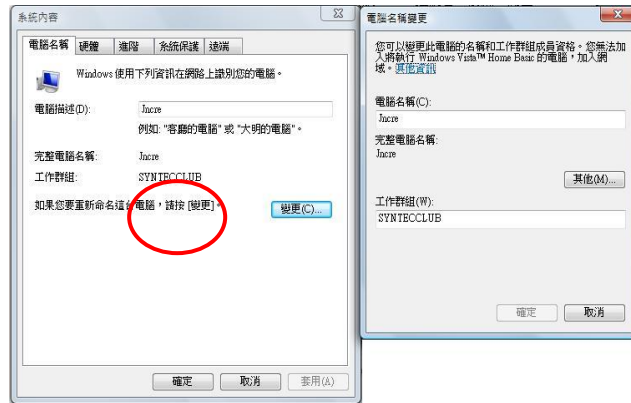 系統內容
電腦名稱 硬體 進階 系統保護 遠端
Windows 使用下列資訊在網路上識別您的電腦。
電腦描述(D): Jncre
例如: "客廳的電腦" 或 "大明的電腦"。
完整電腦名稱: Jncre
工作群組: SYNTECCLUB
如果您要重新命名這台電腦，請按 [變更]。 變更(C)...
確定 取消 套用(A)
電腦名稱變更
您可以變更此電腦的名稱和工作群組成員資格。您無法加
入將執行 Windows Vista™ Home Basic 的電腦，加入網
域。其他資訊
電腦名稱(C):
Jncre
完整電腦名稱:
Jncre
其他(M)...
工作群組(W):
SYNTECCLUB
確定 取消